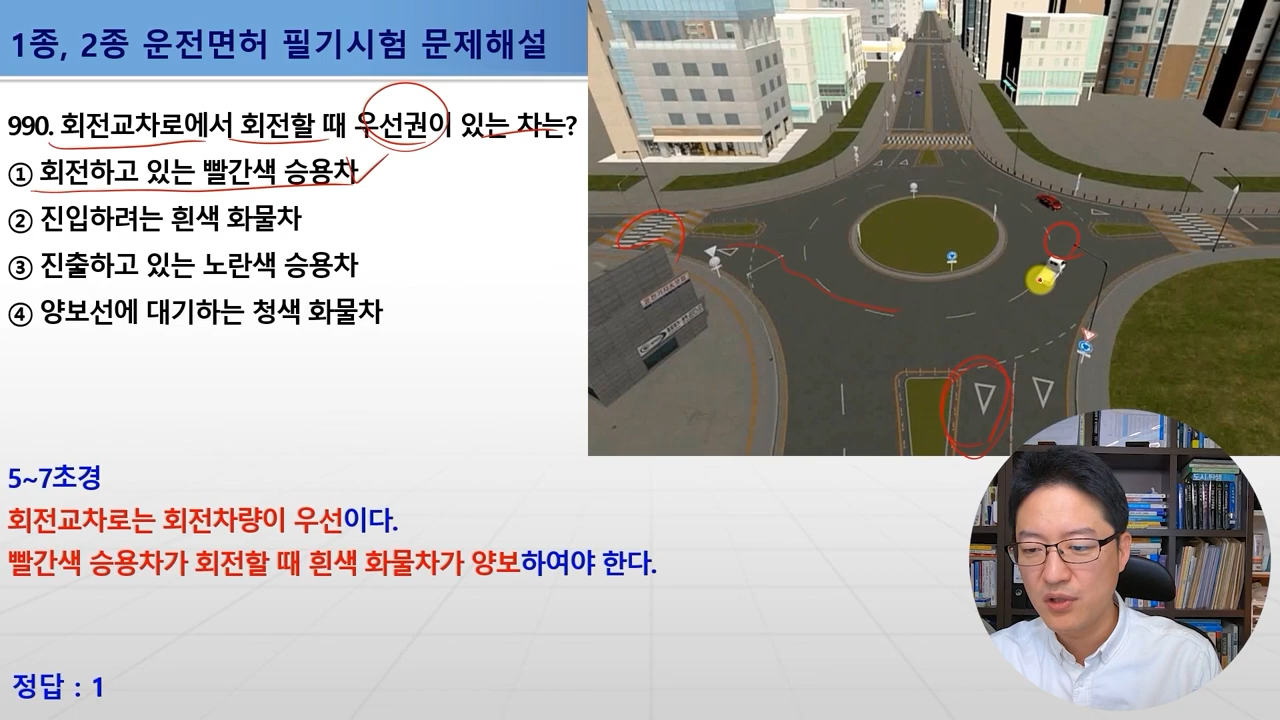 1종, 2종 운전면허 필기시험 문제해설
990. 회전교차로에서 회전할 때 우선권이 있는 차는?
① 회전하고 있는 빨간색 승용차
② 진입하려는 흰색 화물차
③ 진출하고 있는 노란색 승용차
④ 양보선에 대기하는 청색 화물차
5~7초경
회전교차로는 회전차량이 우선이다.
빨간색 승용차가 회전할 때 흰색 화물차가 양보하여야 한다.
정답 : 1